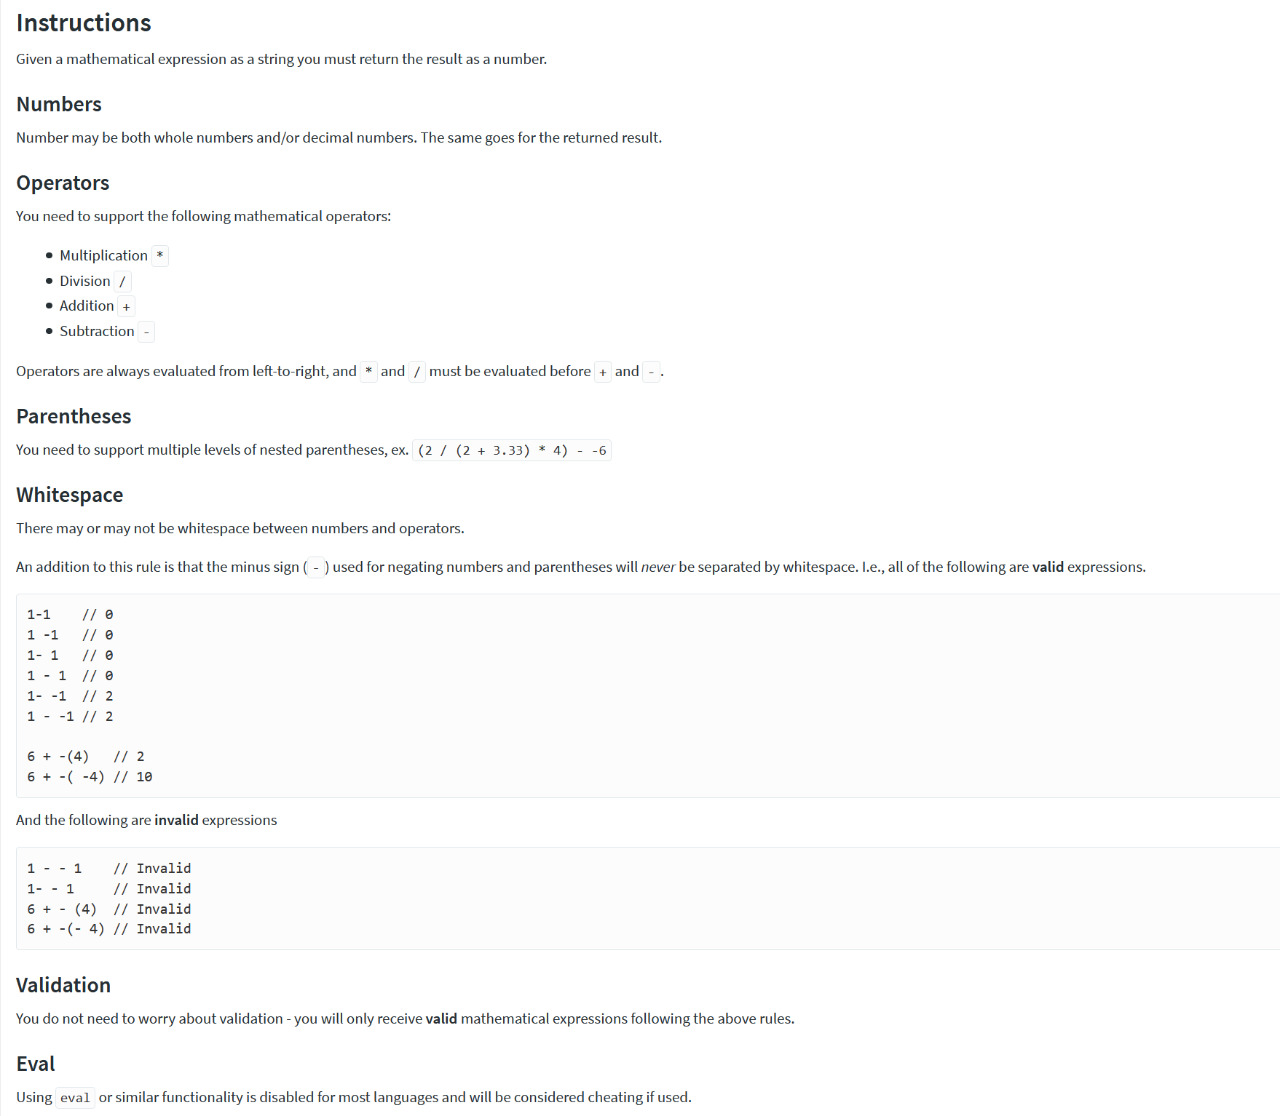 Instructions
Given a mathematical expression as a string you must return the result as a number.
Numbers
Number may be both whole numbers and/or decimal numbers. The same goes for the returned result.
Operators
You need to support the following mathematical operators:
• Multiplication *
• Division /
• Addition +
• Subtraction -
Operators are always evaluated from left-to-right, and * and / must be evaluated before + and -.
Parentheses
You need to support multiple levels of nested parentheses, ex. (2 / (2 + 3.33) * 4) - -6
Whitespace
There may or may not be whitespace between numbers and operators.
An addition to this rule is that the minus sign (-) used for negating numbers and parentheses will never be separated by whitespace. I.e., all of the following are valid expressions.
1-1    // 0
1 -1   // 0
1- 1   // 0
1 - 1  // 0
1- -1  // 2
1 - -1 // 2
6 + -(4)   // 2
6 + -( -4) // 10
And the following are invalid expressions
1 - - 1    // Invalid
1- - 1     // Invalid
6 + - (4)  // Invalid
6 + -(- 4) // Invalid
Validation
You do not need to worry about validation - you will only receive valid mathematical expressions following the above rules.
Eval
Using eval or similar functionality is disabled for most languages and will be considered cheating if used.